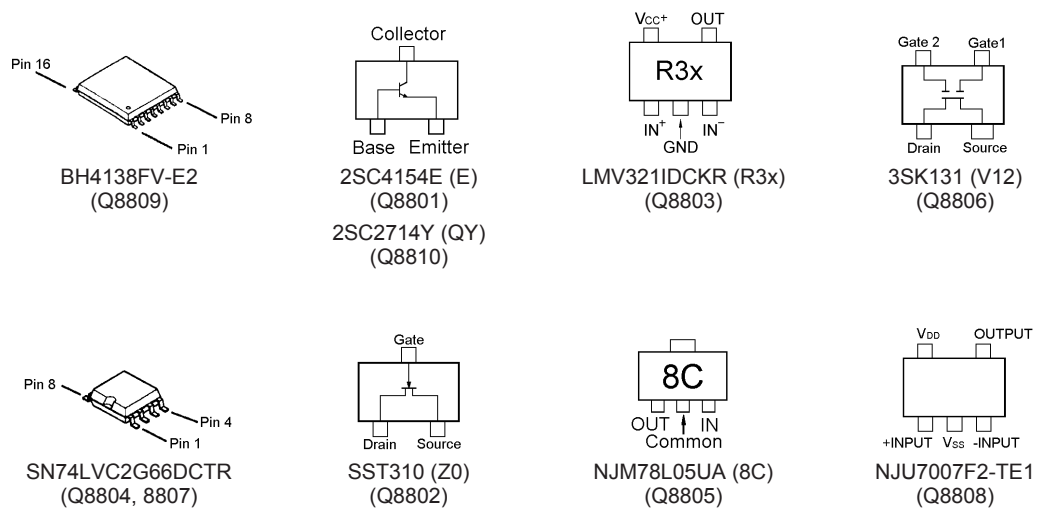 Pin 16
Pin 8
Pin 1
BH4138FV-E2
(Q8809)
Collector
Base Emitter
2SC4154E (E)
(Q8801)
2SC2714Y (QY)
(Q8810)
Vcc+ OUT
R3x
IN+ IN−
GND
LMV321IDCKR (R3x)
(Q8803)
Gate 2 Gate1
Drain Source
3SK131 (V12)
(Q8806)
Pin 8
Pin 4
Pin 1
SN74LVC2G66DCTR
(Q8804, 8807)
Gate
Drain Source
SST310 (Z0)
(Q8802)
8C
OUT IN
Common
NJM78L05UA (8C)
(Q8805)
VDD OUTPUT
+INPUT VSS -INPUT
NJU7007F2-TE1
(Q8808)